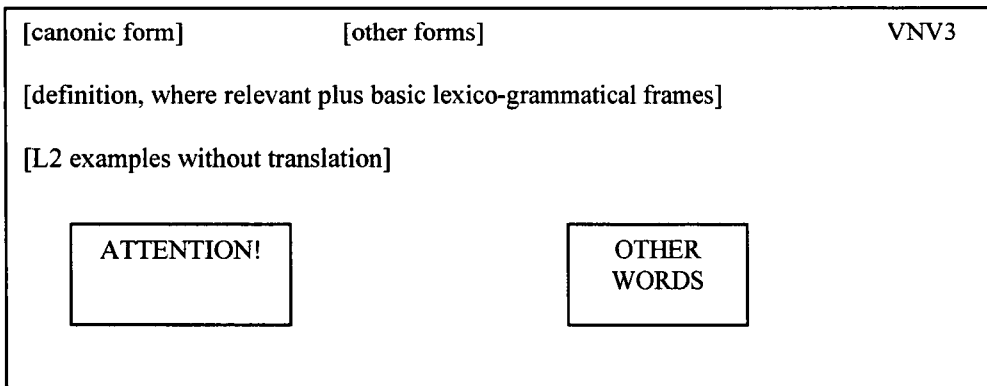 [canonic form] [other forms] VNV3
[definition, where relevant plus basic lexico-grammatical frames]
[L2 examples without translation]
ATTENTION!
OTHER
WORDS